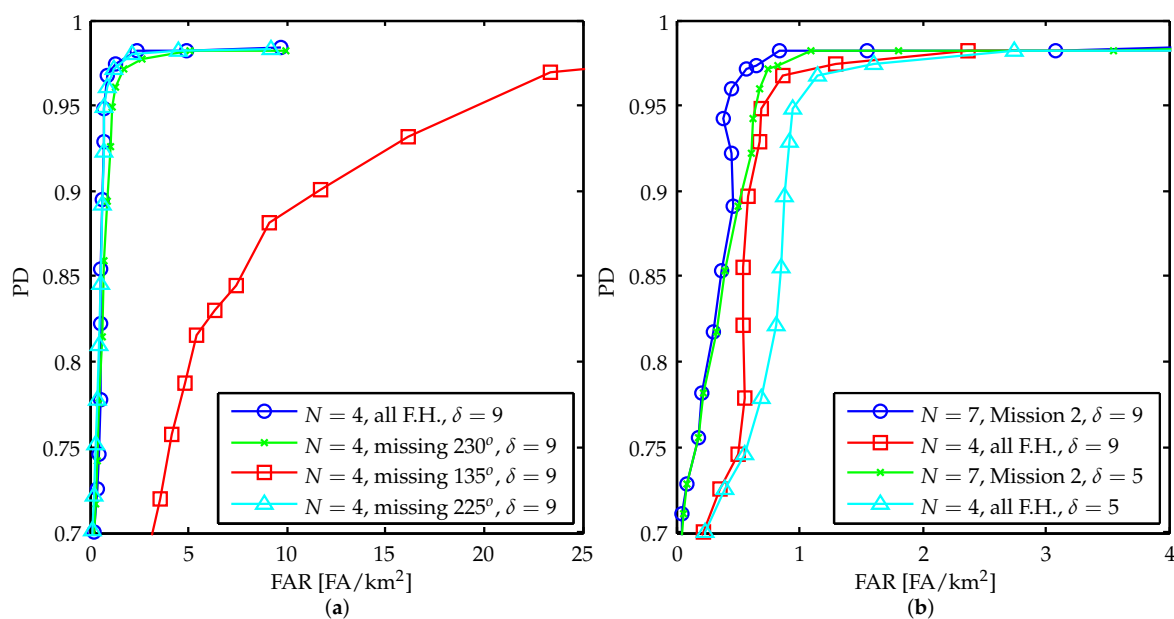 1
0.95
0.9
0.85
0.8
0.75
0.7
PD
0 5 10 15 20 25
FAR [FA/km²]
N = 4, all F.H., δ = 9
N = 4, missing 230°, δ = 9
N = 4, missing 135°, δ = 9
N = 4, missing 225°, δ = 9
(a)
1
0.95
0.9
0.85
0.8
0.75
0.7
PD
0 1 2 3 4
FAR [FA/km²]
N = 7, Mission 2, δ = 9
N = 4, all F.H., δ = 9
N = 7, Mission 2, δ = 5
N = 4, all F.H., δ = 5
(b)